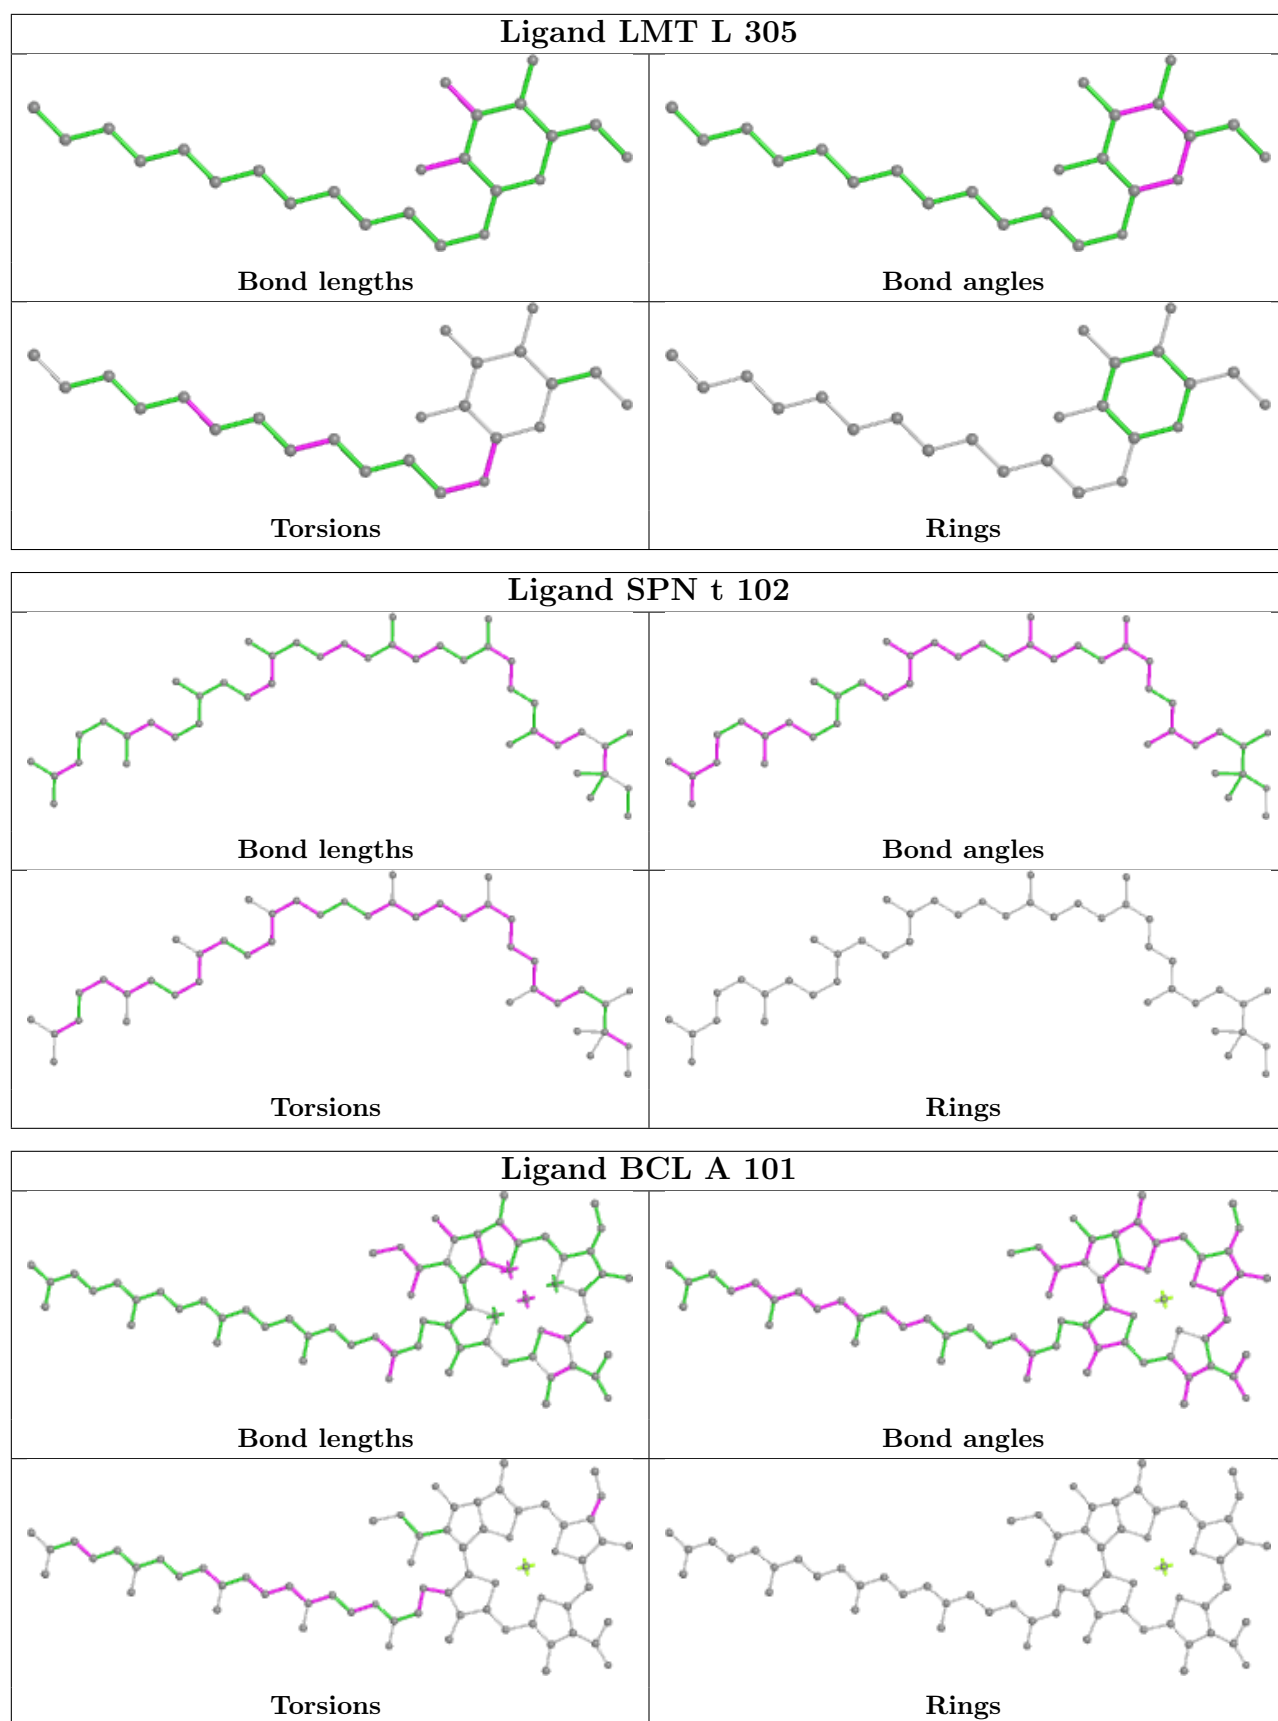 Ligand LMT L 305
Bond lengths
Bond angles
Torsions
Rings
Ligand SPN t 102
Bond lengths
Bond angles
Torsions
Rings
Ligand BCL A 101
Bond lengths
Bond angles
Torsions
Rings